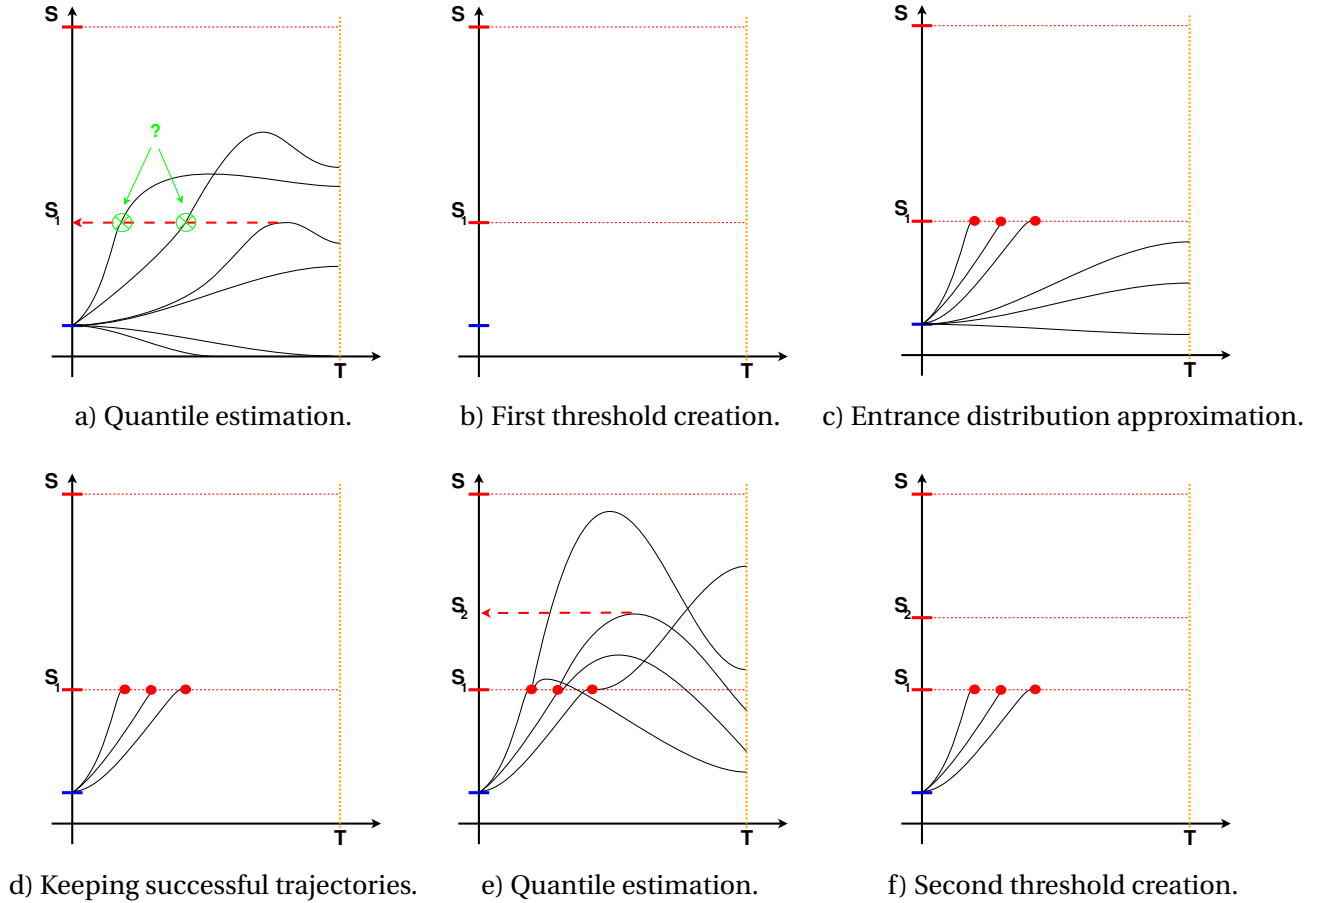 S
?
S1
T
a) Quantile estimation.
S
S1
T
b) First threshold creation.
S
S1
T
c) Entrance distribution approximation.
S
S1
T
d) Keeping successful trajectories.
S
S2
S1
T
e) Quantile estimation.
S
S2
S1
T
f) Second threshold creation.